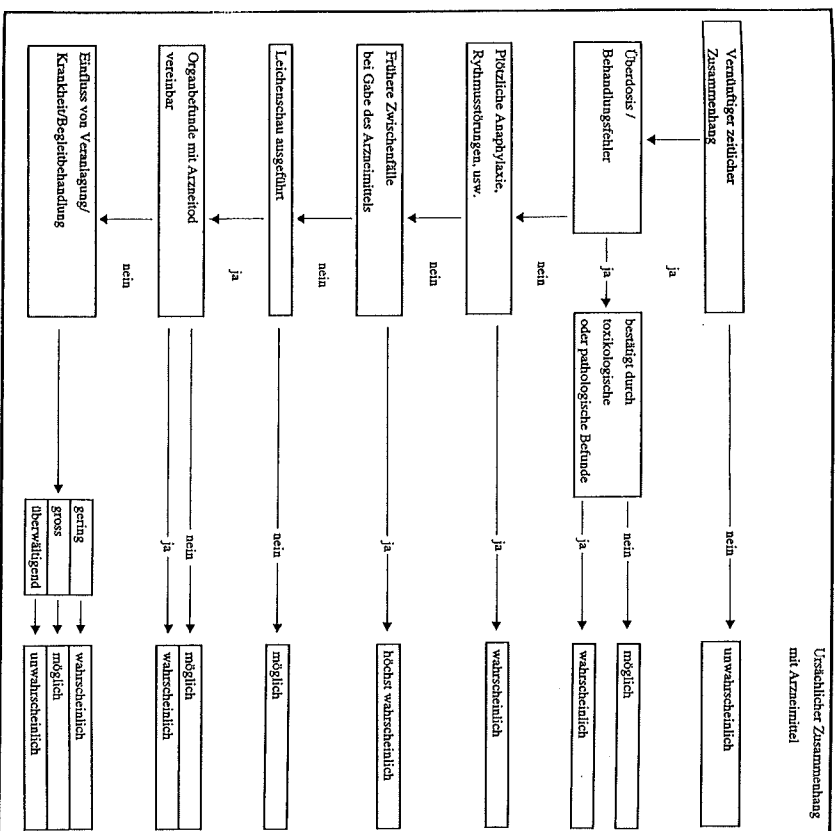 Ursächlicher Zusammenhang
mit Arzneimittel
Vernünftiger zeitlicher
Zusammenhang
nein
unwahrscheinlich
ja
Überdosis /
Behandlungsfehler
ja
bestätigt durch
toxikologische
oder pathologische Befunde
nein
möglich
ja
wahrscheinlich
nein
Plötzliche Anaphylaxie,
Rythmusstörungen, usw.
ja
wahrscheinlich
nein
Frühere Zwischenfälle
bei Gabe des Arzneimittels
ja
höchst wahrscheinlich
nein
Leichenschau ausgeführt
nein
möglich
ja
Organbefunde mit Arzneitod
vereinbar
nein
möglich
ja
wahrscheinlich
nein
Einfluss von Veranlagung/
Krankheit/Begleitbehandlung
gering
wahrscheinlich
gross
möglich
überwältigend
unwahrscheinlich